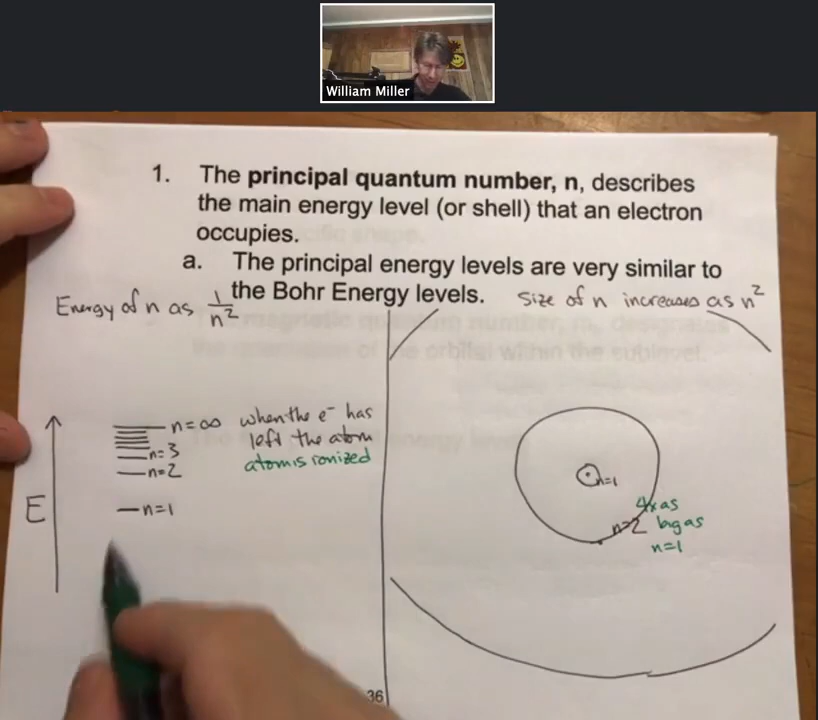 William Miller
1. The principal quantum number, n, describes
the main energy level (or shell) that an electron
occupies.
a. The principal energy levels are very similar to
the Bohr Energy levels.
Energy of n as 1/n²
Size of n increases as n²
n=∞ when the e⁻ has
left the atom
n=3
atom is ionized
n=2
E
n=1
n=1
4x as
n=2 big as
n=1
36